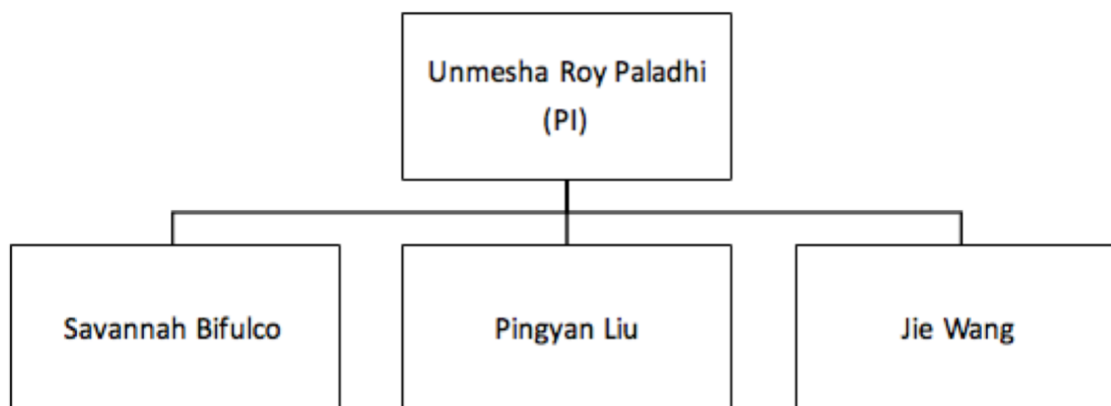 Unmesha Roy Paladhi
(PI)
Savannah Bifulco
Pingyan Liu
Jie Wang